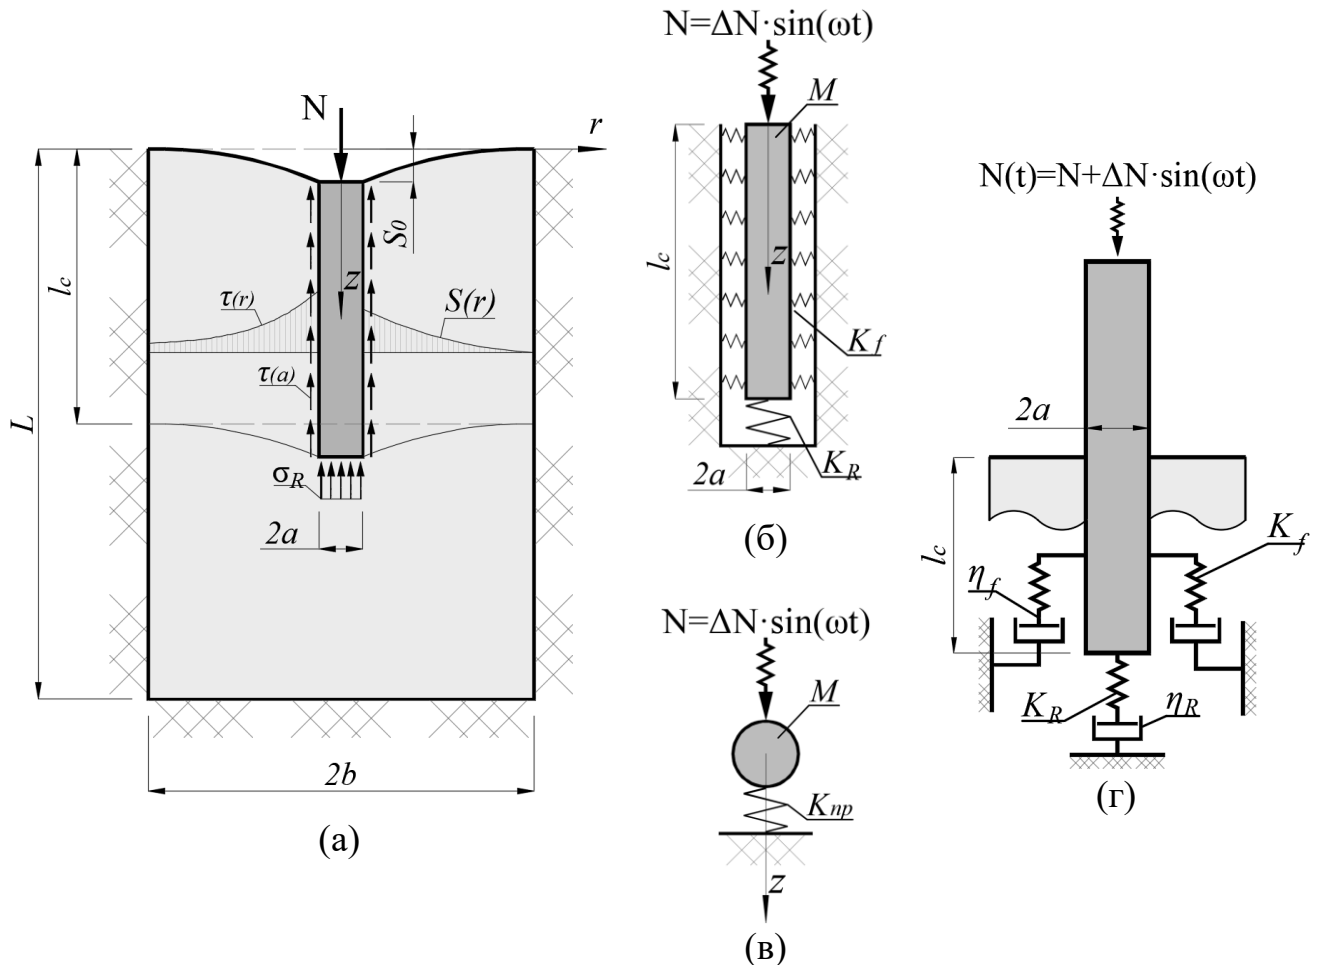 N
r
S0
z
lc
L
τ(r)
S(r)
τ(a)
σR
2a
2b
(а)
N=ΔN·sin(ωt)
M
lc
z
Kf
KR
2a
(б)
N=ΔN·sin(ωt)
M
Kпр
z
(в)
N(t)=N+ΔN·sin(ωt)
2a
lc
Kf
ηf
KR
ηR
(г)